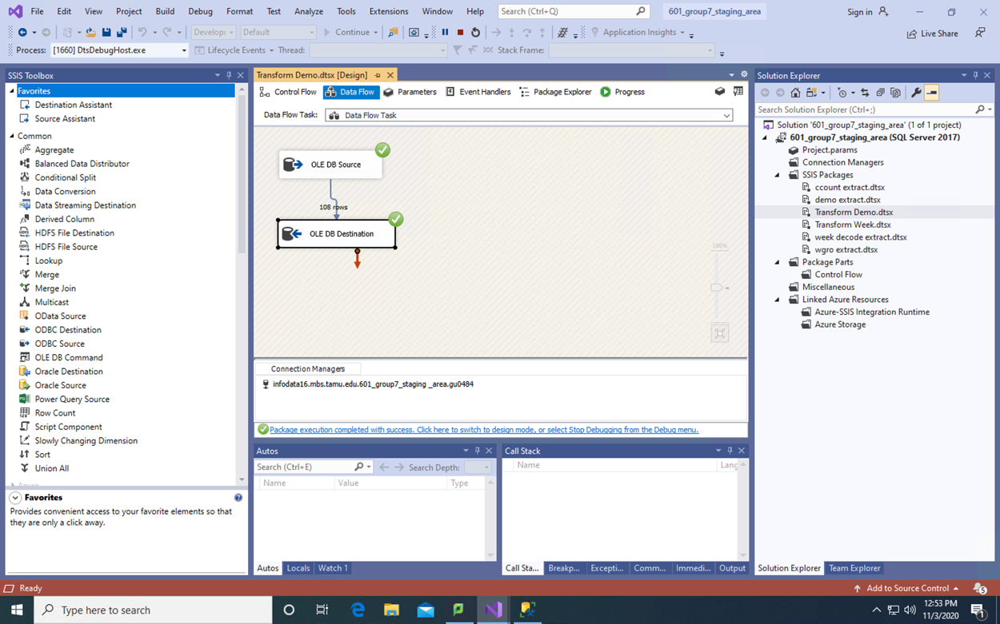 File Edit View Project Build Debug Format Test Analyze Tools Extensions Window Help Search (Ctrl+Q) 601_group7_staging_area Sign in
Develop Default Continue Application Insights Live Share
Process: [1660] DtsDebugHost.exe Lifecycle Events Thread: Stack Frame:
SSIS Toolbox
Favorites
Destination Assistant
Source Assistant
Common
Aggregate
Balanced Data Distributor
Conditional Split
Data Conversion
Data Streaming Destination
Derived Column
HDFS File Destination
HDFS File Source
Lookup
Merge
Merge Join
Multicast
OData Source
ODBC Destination
ODBC Source
OLE DB Command
Oracle Destination
Oracle Source
Power Query Source
Row Count
Script Component
Slowly Changing Dimension
Sort
Union All
Azure
Favorites
Provides convenient access to your favorite elements so that
they are only a click away.
Transform Demo.dtsx [Design]
Control Flow Data Flow Parameters Event Handlers Package Explorer Progress
Data Flow Task: Data Flow Task
OLE DB Source
108 rows
OLE DB Destination
100%
Connection Managers
infodata16.mbs.tamu.edu.601_group7_staging _area.gu0484
Package execution completed with success. Click here to switch to design mode, or select Stop Debugging from the Debug menu.
Autos
Search (Ctrl+E) Search Depth:
Name Value Type
Autos Locals Watch 1
Call Stack
Name Lang
Call Sta... Breakp... Excepti... Comm... Immedi... Output
Solution Explorer
Search Solution Explorer (Ctrl+;)
Solution '601_group7_staging_area' (1 of 1 project)
601_group7_staging_area (SQL Server 2017)
Project.params
Connection Managers
SSIS Packages
ccount extract.dtsx
demo extract.dtsx
Transform Demo.dtsx
Transform Week.dtsx
week decode extract.dtsx
wgro extract.dtsx
Package Parts
Control Flow
Miscellaneous
Linked Azure Resources
Azure-SSIS Integration Runtime
Azure Storage
Solution Explorer Team Explorer
Ready Add to Source Control 5
Type here to search
12:53 PM
11/3/2020
1